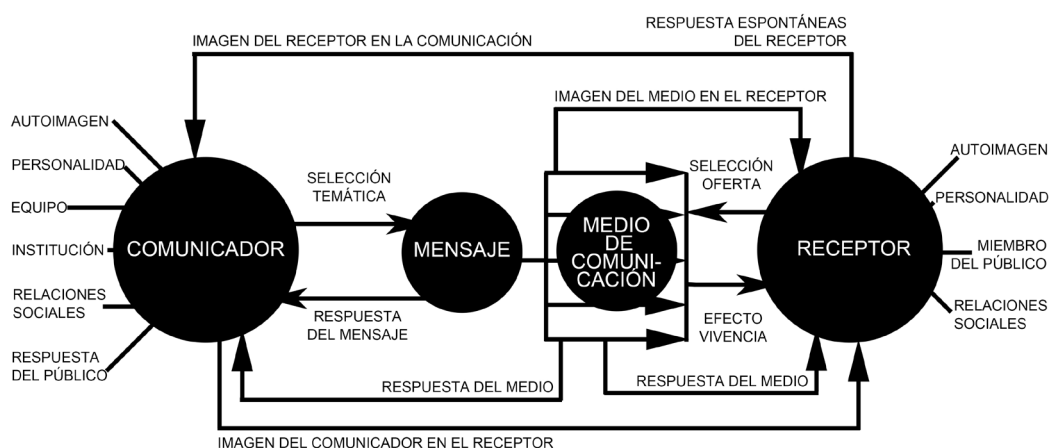 RESPUESTA ESPONTÁNEAS
DEL RECEPTOR
IMAGEN DEL RECEPTOR EN LA COMUNICACIÓN
IMAGEN DEL MEDIO EN EL RECEPTOR
AUTOIMAGEN
PERSONALIDAD
EQUIPO
INSTITUCIÓN
RELACIONES
SOCIALES
RESPUESTA
DEL PÚBLICO
COMUNICADOR
SELECCIÓN
TEMÁTICA
RESPUESTA
DEL MENSAJE
MENSAJE
MEDIO
DE
COMUNI-
CACIÓN
SELECCIÓN
OFERTA
EFECTO
VIVENCIA
RECEPTOR
AUTOIMAGEN
PERSONALIDAD
MIEMBRO
DEL PÚBLICO
RELACIONES
SOCIALES
RESPUESTA DEL MEDIO
RESPUESTA DEL MEDIO
IMAGEN DEL COMUNICADOR EN EL RECEPTOR